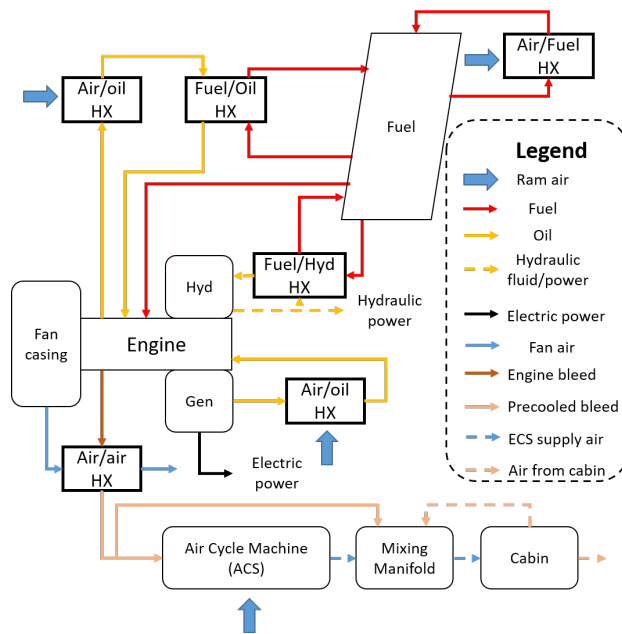 Air/oil
HX
Fuel/Oil
HX
Air/Fuel
HX
Fuel
Legend
Ram air
Fuel
Oil
Hydraulic
fluid/power
Electric power
Fan air
Engine bleed
Precooled bleed
ECS supply air
Air from cabin
Hyd
Fuel/Hyd
HX
Hydraulic
power
Fan
casing
Engine
Gen
Air/oil
HX
Air/air
HX
Electric
power
Air Cycle Machine
(ACS)
Mixing
Manifold
Cabin